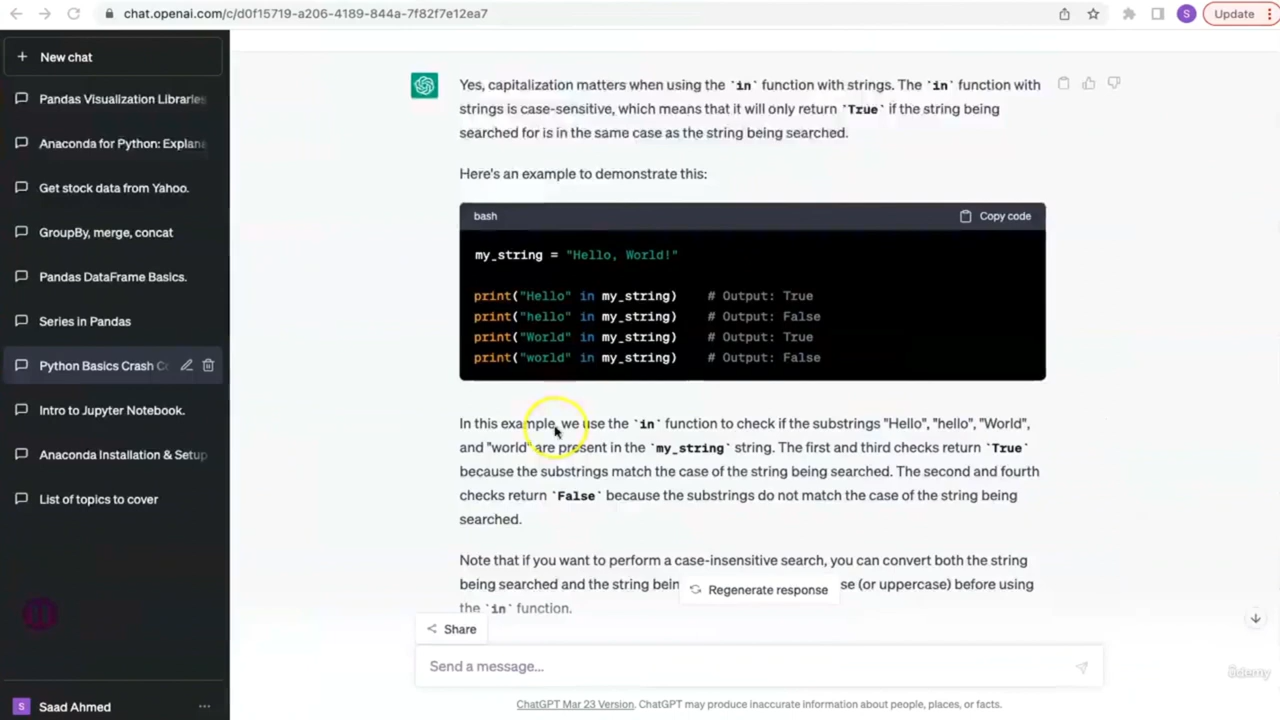 chat.openai.com/c/d0f15719-a206-4189-844a-7f82f7e12ea7
S
Update
New chat
Pandas Visualization Libraries
Anaconda for Python: Explana
Get stock data from Yahoo.
GroupBy, merge, concat
Pandas DataFrame Basics.
Series in Pandas
Python Basics Crash Co
Intro to Jupyter Notebook.
Anaconda Installation & Setup
List of topics to cover
S
Saad Ahmed
Yes, capitalization matters when using the `in` function with strings. The `in` function with
strings is case-sensitive, which means that it will only return `True` if the string being
searched for is in the same case as the string being searched.
Here's an example to demonstrate this:
bash
Copy code
my_string = "Hello, World!"
print("Hello" in my_string) # Output: True
print("hello" in my_string) # Output: False
print("World" in my_string) # Output: True
print("world" in my_string) # Output: False
In this example, we use the `in` function to check if the substrings "Hello", "hello", "World",
and "world" are present in the `my_string` string. The first and third checks return `True`
because the substrings match the case of the string being searched. The second and fourth
checks return `False` because the substrings do not match the case of the string being
searched.
Note that if you want to perform a case-insensitive search, you can convert both the string
being searched and the string bein
se (or uppercase) before using
the `in` function.
Regenerate response
Share
Send a message...
ChatGPT Mar 23 Version. ChatGPT may produce inaccurate information about people, places, or facts.
ûdemy